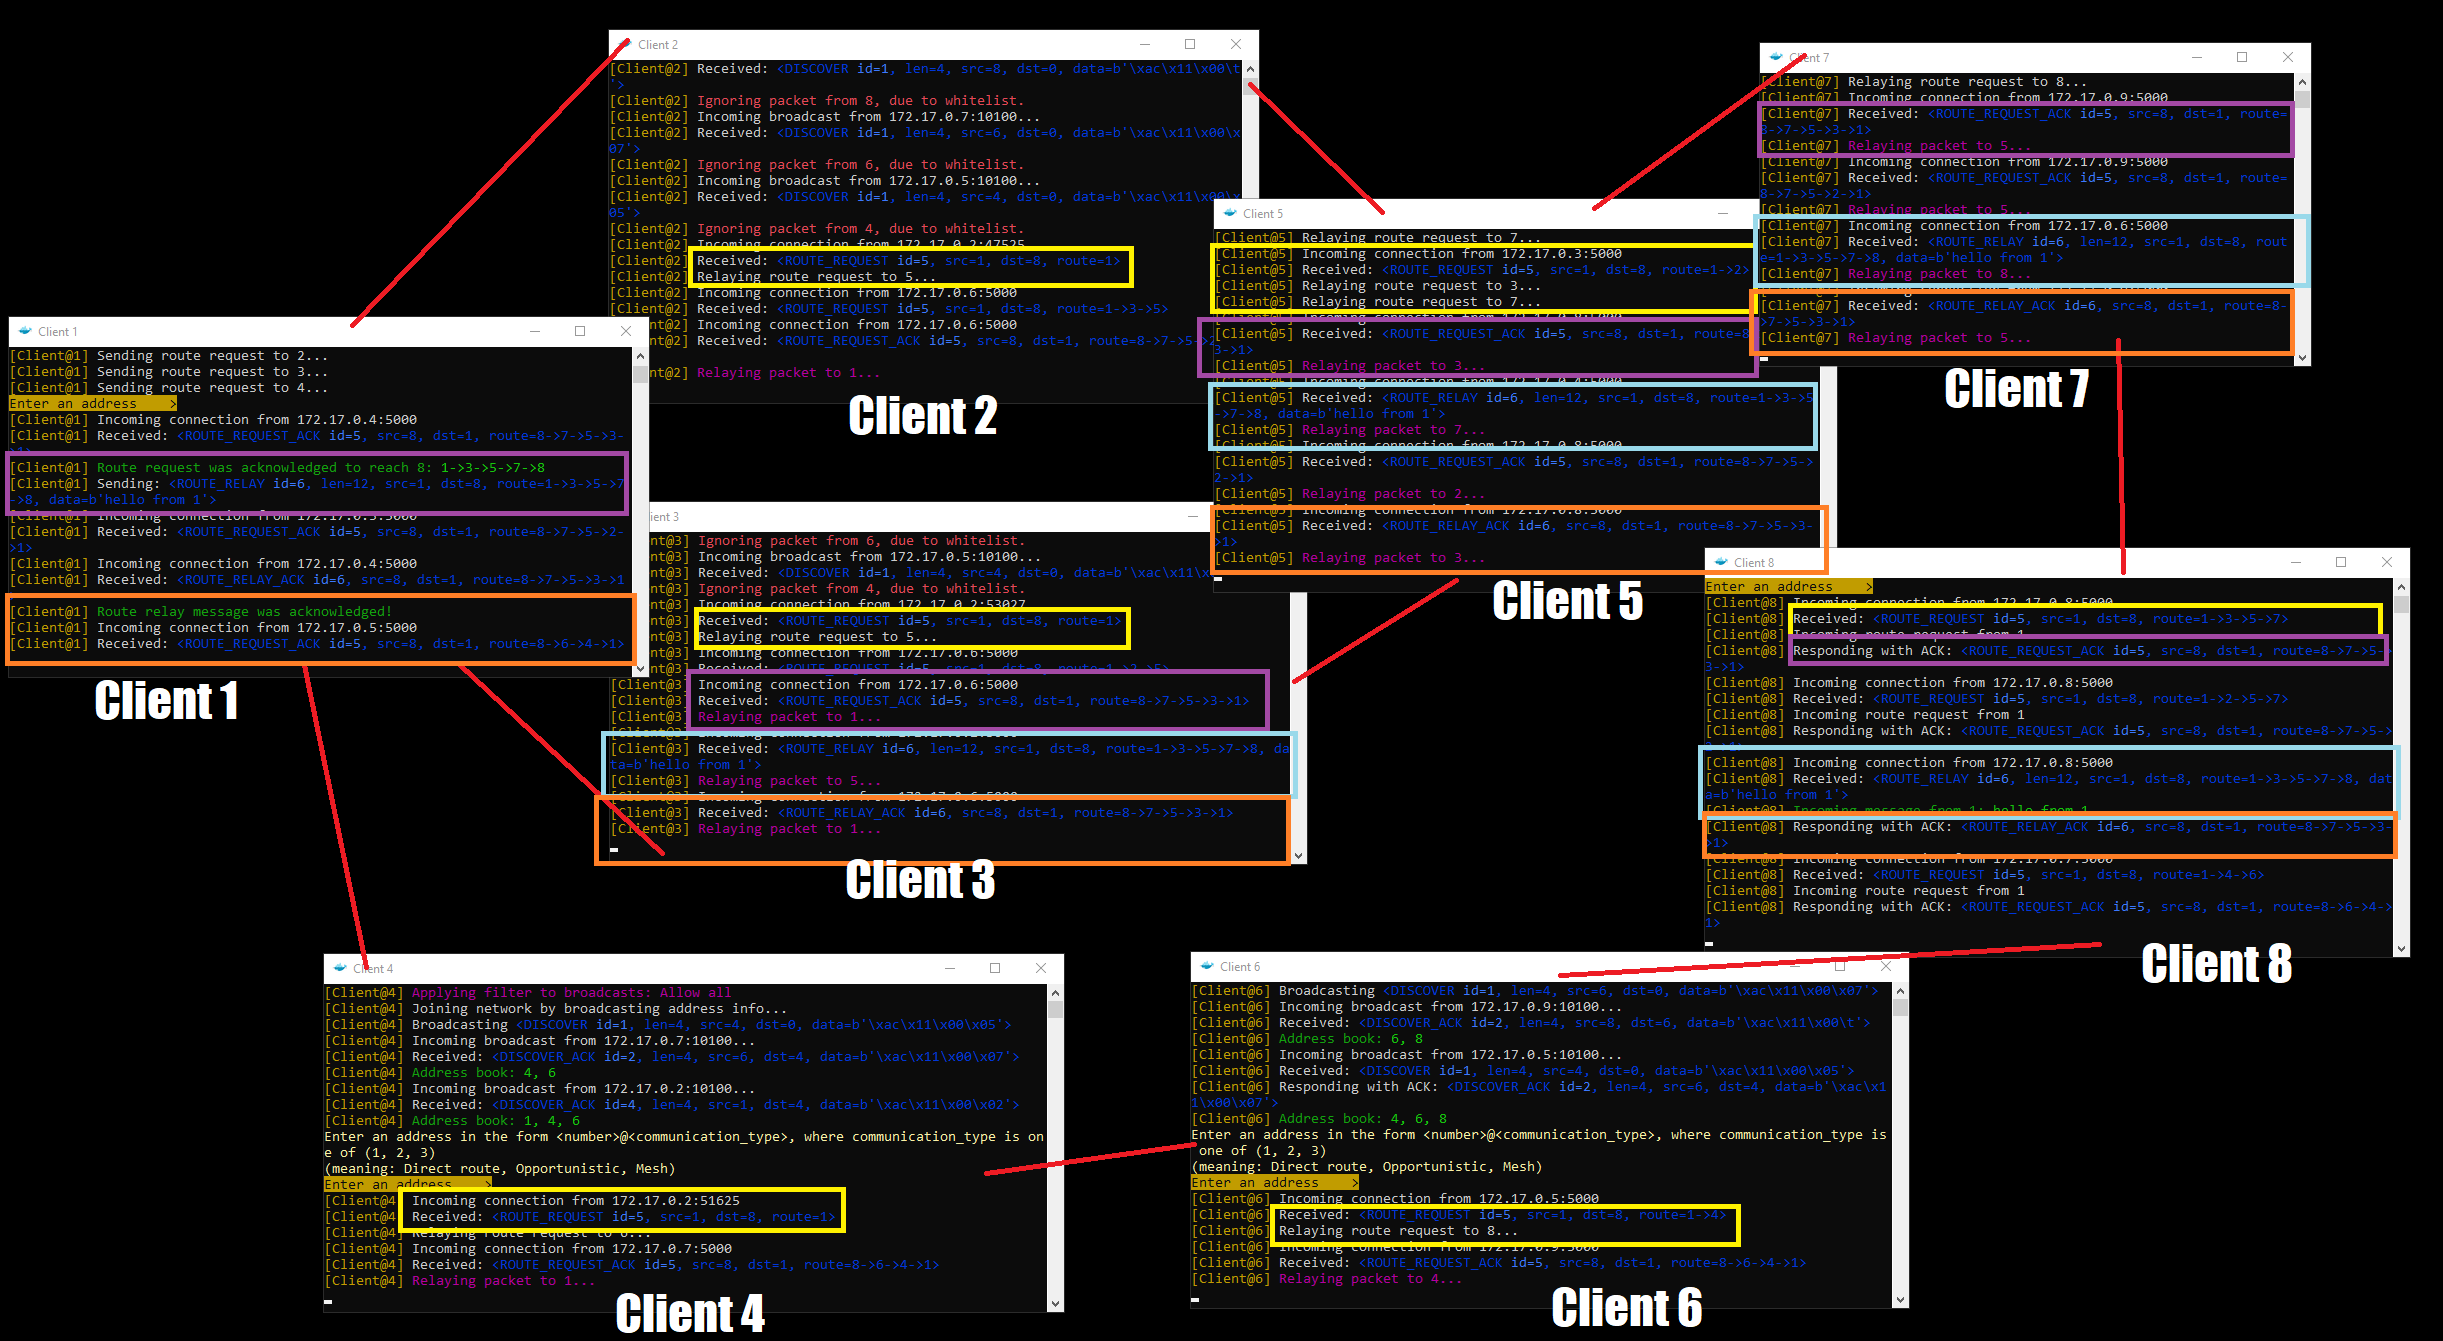 Client 2
[Client@2] Received: <DISCOVER id=1, len=4, src=8, dst=0, data=b'\xac\x11\x00\t
'>
[Client@2] Ignoring packet from 8, due to whitelist.
[Client@2] Incoming broadcast from 172.17.0.7:10100...
[Client@2] Received: <DISCOVER id=1, len=4, src=6, dst=0, data=b'\xac\x11\x00\x
07'>
[Client@2] Ignoring packet from 6, due to whitelist.
[Client@2] Incoming broadcast from 172.17.0.5:10100...
[Client@2] Received: <DISCOVER id=1, len=4, src=4, dst=0, data=b'\xac\x11\x00\x
05'>
[Client@2] Ignoring packet from 4, due to whitelist.
[Client@2] Incoming connection from 172.17.0.2:47525
[Client@2] Received: <ROUTE_REQUEST id=5, src=1, dst=8, route=1>
[Client@2] Relaying route request to 5...
[Client@2] Incoming connection from 172.17.0.6:5000
[Client@2] Received: <ROUTE_REQUEST id=5, src=1, dst=8, route=1->3->5>
ent@2] Incoming connection from 172.17.0.6:5000
ent@2] Received: <ROUTE_REQUEST_ACK id=5, src=8, dst=1, route=8->7->5->2
ent@2] Relaying packet to 1...
Client 2
Client 7
[Client@7] Relaying route request to 8...
[Client@7] Incoming connection from 172.17.0.9:5000
[Client@7] Received: <ROUTE_REQUEST_ACK id=5, src=8, dst=1, route=
8->7->5->3->1>
[Client@7] Relaying packet to 5...
[Client@7] Incoming connection from 172.17.0.9:5000
[Client@7] Received: <ROUTE_REQUEST_ACK id=5, src=8, dst=1, route=
8->7->5->2->1>
[Client@7] Relaying packet to 5...
[Client@7] Incoming connection from 172.17.0.6:5000
[Client@7] Received: <ROUTE_RELAY id=6, len=12, src=1, dst=8, rout
e=1->3->5->7->8, data=b'hello from 1'>
[Client@7] Relaying packet to 8...
[Client@7] Received: <ROUTE_RELAY_ACK id=6, src=8, dst=1, route=8-
>7->5->3->1>
[Client@7] Relaying packet to 5...
Client 7
Client 5
[Client@5] Relaying route request to 7...
[Client@5] Incoming connection from 172.17.0.3:5000
[Client@5] Received: <ROUTE_REQUEST id=5, src=1, dst=8, route=1->2>
[Client@5] Relaying route request to 3...
[Client@5] Relaying route request to 7...
[Client@5] Received: <ROUTE_REQUEST_ACK id=5, src=8, dst=1, route=8
3->1>
[Client@5] Relaying packet to 3...
[Client@5] Incoming connection from 172.17.0.4:5000
[Client@5] Received: <ROUTE_RELAY id=6, len=12, src=1, dst=8, route=1->3->5
->7->8, data=b'hello from 1'>
[Client@5] Relaying packet to 7...
[Client@5] Incoming connection from 172.17.0.8:5000
[Client@5] Received: <ROUTE_REQUEST_ACK id=5, src=8, dst=1, route=8->7->5->
2->1>
[Client@5] Relaying packet to 2...
[Client@5] Incoming connection from 172.17.0.8:5000
[Client@5] Received: <ROUTE_RELAY_ACK id=6, src=8, dst=1, route=8->7->5->3-
>1>
[Client@5] Relaying packet to 3...
Client 5
Client 1
[Client@1] Sending route request to 2...
[Client@1] Sending route request to 3...
[Client@1] Sending route request to 4...
Enter an address >
[Client@1] Incoming connection from 172.17.0.4:5000
[Client@1] Received: <ROUTE_REQUEST_ACK id=5, src=8, dst=1, route=8->7->5->3-
>1>
[Client@1] Route request was acknowledged to reach 8: 1->3->5->7->8
[Client@1] Sending: <ROUTE_RELAY id=6, len=12, src=1, dst=8, route=1->3->5->7
->8, data=b'hello from 1'>
[Client@1] Incoming connection from 172.17.0.3:5000
[Client@1] Received: <ROUTE_REQUEST_ACK id=5, src=8, dst=1, route=8->7->5->2-
>1>
[Client@1] Incoming connection from 172.17.0.4:5000
[Client@1] Received: <ROUTE_RELAY_ACK id=6, src=8, dst=1, route=8->7->5->3->1
[Client@1] Route relay message was acknowledged!
[Client@1] Incoming connection from 172.17.0.5:5000
[Client@1] Received: <ROUTE_REQUEST_ACK id=5, src=8, dst=1, route=8->6->4->1>
Client 1
ient 3
ent@3] Ignoring packet from 6, due to whitelist.
ent@3] Incoming broadcast from 172.17.0.5:10100...
ent@3] Received: <DISCOVER id=1, len=4, src=4, dst=0, data=b'\xac\x11\x
ent@3] Ignoring packet from 4, due to whitelist.
ent@3] Incoming connection from 172.17.0.2:53027
ent@3] Received: <ROUTE_REQUEST id=5, src=1, dst=8, route=1>
ent@3] Relaying route request to 5...
ent@3] Incoming connection from 172.17.0.6:5000
ent@3] Received: <ROUTE_REQUEST id=5, src=1, dst=8, route=1->2->5>
[Client@3] Incoming connection from 172.17.0.6:5000
[Client@3] Received: <ROUTE_REQUEST_ACK id=5, src=8, dst=1, route=8->7->5->3->1>
[Client@3] Relaying packet to 1...
[Client@3] Received: <ROUTE_RELAY id=6, len=12, src=1, dst=8, route=1->3->5->7->8, da
ta=b'hello from 1'>
[Client@3] Relaying packet to 5...
[Client@3] Incoming connection from 172.17.0.6:5000
[Client@3] Received: <ROUTE_RELAY_ACK id=6, src=8, dst=1, route=8->7->5->3->1>
[Client@3] Relaying packet to 1...
Client 3
Client 8
Enter an address >
[Client@8] Incoming connection from 172.17.0.8:5000
[Client@8] Received: <ROUTE_REQUEST id=5, src=1, dst=8, route=1->3->5->7>
[Client@8] Incoming route request from 1
[Client@8] Responding with ACK: <ROUTE_REQUEST_ACK id=5, src=8, dst=1, route=8->7->5-
3->1>
[Client@8] Incoming connection from 172.17.0.8:5000
[Client@8] Received: <ROUTE_REQUEST id=5, src=1, dst=8, route=1->2->5->7>
[Client@8] Incoming route request from 1
[Client@8] Responding with ACK: <ROUTE_REQUEST_ACK id=5, src=8, dst=1, route=8->7->5-
[Client@8] Incoming connection from 172.17.0.8:5000
[Client@8] Received: <ROUTE_RELAY id=6, len=12, src=1, dst=8, route=1->3->5->7->8, dat
a=b'hello from 1'>
[Client@8] Incoming message from 1: hello from 1
[Client@8] Responding with ACK: <ROUTE_RELAY_ACK id=6, src=8, dst=1, route=8->7->5->3-
>1>
[Client@8] Incoming connection from 172.17.0.7:5000
[Client@8] Received: <ROUTE_REQUEST id=5, src=1, dst=8, route=1->4->6>
[Client@8] Incoming route request from 1
[Client@8] Responding with ACK: <ROUTE_REQUEST_ACK id=5, src=8, dst=1, route=8->6->4->
1>
Client 8
Client 4
[Client@4] Applying filter to broadcasts: Allow all
[Client@4] Joining network by broadcasting address info...
[Client@4] Broadcasting <DISCOVER id=1, len=4, src=4, dst=0, data=b'\xac\x11\x00\x05'>
[Client@4] Incoming broadcast from 172.17.0.7:10100...
[Client@4] Received: <DISCOVER_ACK id=2, len=4, src=6, dst=4, data=b'\xac\x11\x00\x07'>
[Client@4] Address book: 4, 6
[Client@4] Incoming broadcast from 172.17.0.2:10100...
[Client@4] Received: <DISCOVER_ACK id=4, len=4, src=1, dst=4, data=b'\xac\x11\x00\x02'>
[Client@4] Address book: 1, 4, 6
Enter an address in the form <number>@<communication_type>, where communication_type is on
e of (1, 2, 3)
(meaning: Direct route, Opportunistic, Mesh)
Enter an address >
[Client@4 Incoming connection from 172.17.0.2:51625
[Client@4 Received: <ROUTE_REQUEST id=5, src=1, dst=8, route=1>
[Client@4] Relaying route request to 6...
[Client@4] Incoming connection from 172.17.0.7:5000
[Client@4] Received: <ROUTE_REQUEST_ACK id=5, src=8, dst=1, route=8->6->4->1>
[Client@4] Relaying packet to 1...
Client 4
Client 6
[Client@6] Broadcasting <DISCOVER id=1, len=4, src=6, dst=0, data=b'\xac\x11\x00\x07'>
[Client@6] Incoming broadcast from 172.17.0.9:10100...
[Client@6] Received: <DISCOVER_ACK id=2, len=4, src=8, dst=6, data=b'\xac\x11\x00\t'>
[Client@6] Address book: 6, 8
[Client@6] Incoming broadcast from 172.17.0.5:10100...
[Client@6] Received: <DISCOVER id=1, len=4, src=4, dst=0, data=b'\xac\x11\x00\x05'>
[Client@6] Responding with ACK: <DISCOVER_ACK id=2, len=4, src=6, dst=4, data=b'\xac\x1
1\x00\x07'>
[Client@6] Address book: 4, 6, 8
Enter an address in the form <number>@<communication_type>, where communication_type is
one of (1, 2, 3)
(meaning: Direct route, Opportunistic, Mesh)
Enter an address >
[Client@6] Incoming connection from 172.17.0.5:5000
[Client@6] Received: <ROUTE_REQUEST id=5, src=1, dst=8, route=1->4>
[Client@6] Relaying route request to 8...
[Client@6] Incoming connection from 172.17.0.9:5000
[Client@6] Received: <ROUTE_REQUEST_ACK id=5, src=8, dst=1, route=8->6->4->1>
[Client@6] Relaying packet to 4...
Client 6